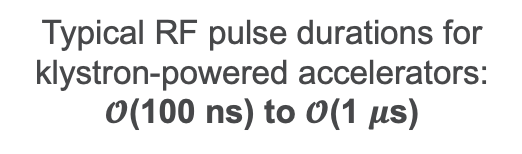 Typical RF pulse durations for
klystron-powered accelerators:
𝒪(100 ns) to 𝒪(1 𝝁s)